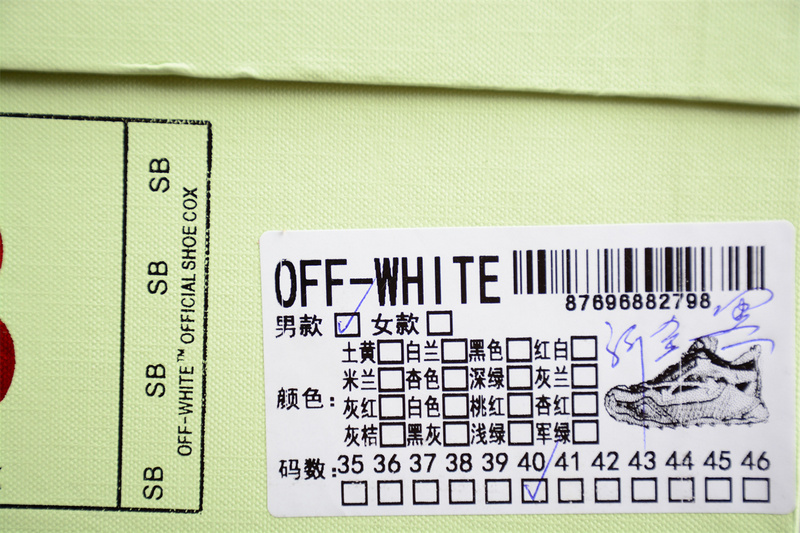 SB
SB
SB
SB
OFF-WHITE™ OFFICIAL SHOE COX
OFF-WHITE
87696882798
男款 女款
土黄 白兰 黑色 红白
米兰 杏色 深绿 灰兰
颜色:
灰红 白色 桃红 杏红
灰桔 黑灰 浅绿 军绿
码数: 35 36 37 38 39 40 41 42 43 44 45 46